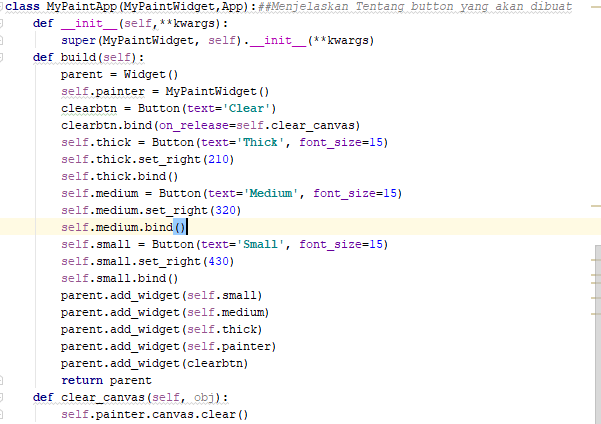 class MyPaintApp(MyPaintWidget,App):##Menjelaskan Tentang button yang akan dibuat
    def __init__(self,**kwargs):
        super(MyPaintWidget, self).__init__(**kwargs)
    def build(self):
        parent = Widget()
        self.painter = MyPaintWidget()
        clearbtn = Button(text='Clear')
        clearbtn.bind(on_release=self.clear_canvas)
        self.thick = Button(text='Thick', font_size=15)
        self.thick.set_right(210)
        self.thick.bind()
        self.medium = Button(text='Medium', font_size=15)
        self.medium.set_right(320)
        self.medium.bind()
        self.small = Button(text='Small', font_size=15)
        self.small.set_right(430)
        self.small.bind()
        parent.add_widget(self.small)
        parent.add_widget(self.medium)
        parent.add_widget(self.thick)
        parent.add_widget(self.painter)
        parent.add_widget(clearbtn)
        return parent
    def clear_canvas(self, obj):
        self.painter.canvas.clear()